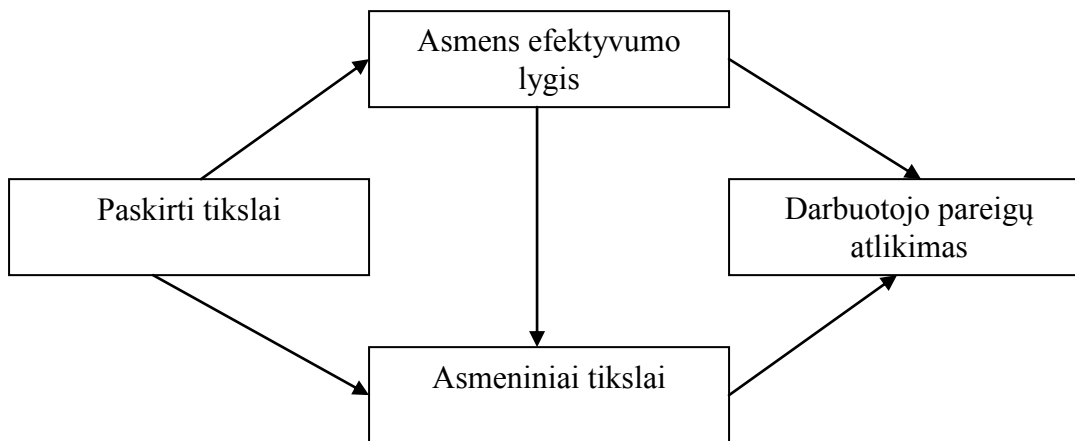 Asmens efektyvumo
lygis
Paskirti tikslai
Darbuotojo pareigų
atlikimas
Asmeniniai tikslai